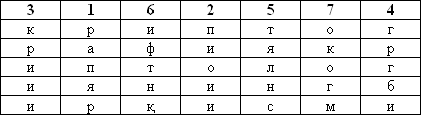 3 1 6 2 5 7 4
к р и п т о г
р а ф и я к р
и п т о л о г
и я н и н г б
и р қ и с м и